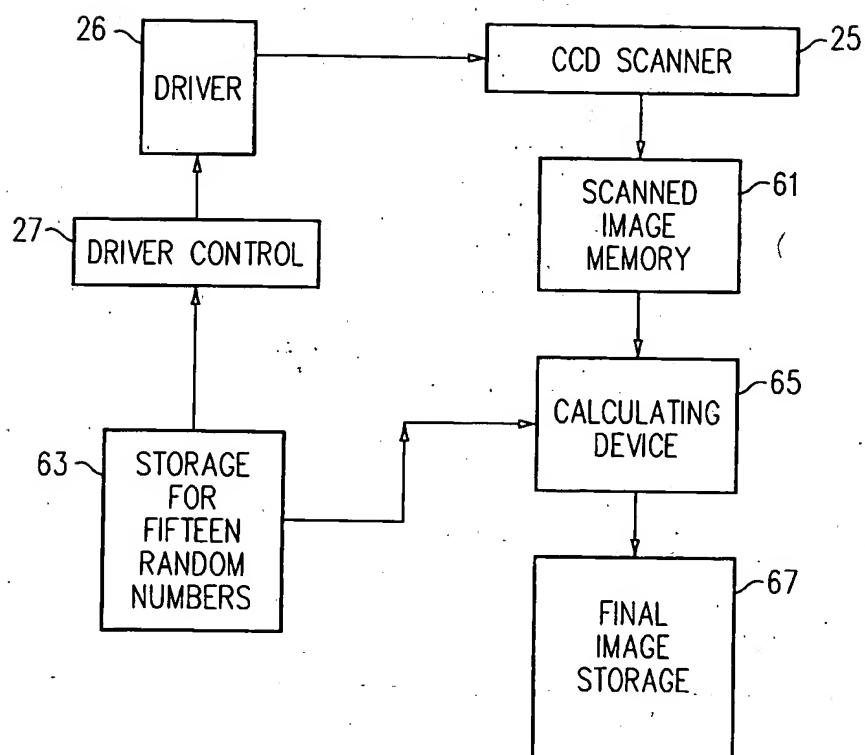 26
DRIVER
CCD SCANNER
25
SCANNED
IMAGE
MEMORY
61
27
DRIVER CONTROL
CALCULATING
DEVICE
65
63
STORAGE
FOR
FIFTEEN
RANDOM
NUMBERS
FINAL
IMAGE
STORAGE
67